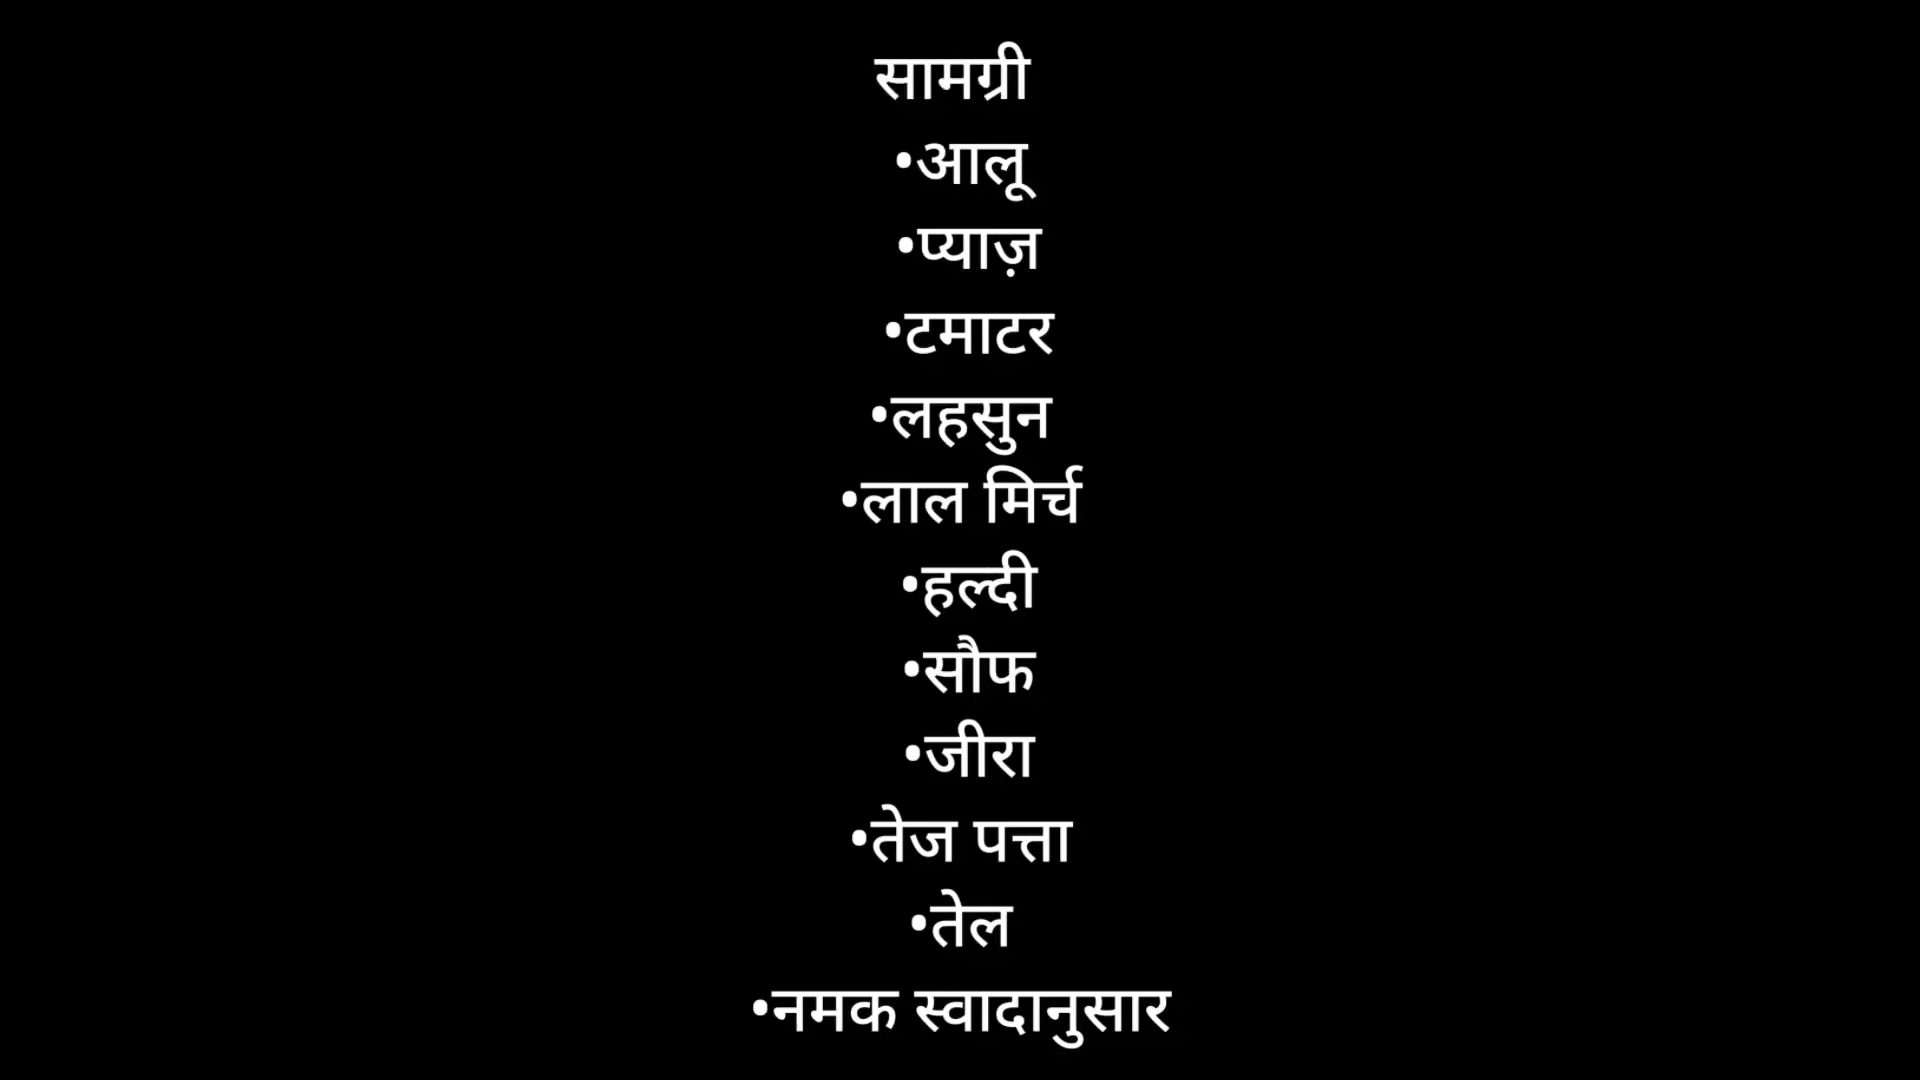 सामग्री
•आलू
•प्याज़
•टमाटर
•लहसुन
•लाल मिर्च
•हल्दी
•सौफ
•जीरा
•तेज पत्ता
•तेल
•नमक स्वादानुसार